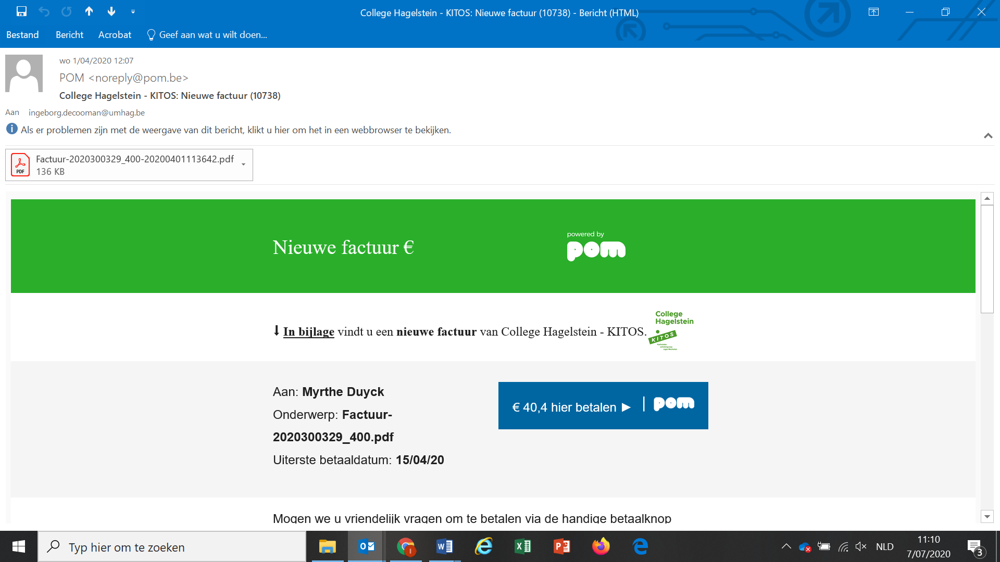 College Hagelstein - KITOS: Nieuwe factuur (10738) - Bericht (HTML)
Bestand Bericht Acrobat Geef aan wat u wilt doen...
wo 1/04/2020 12:07
POM <noreply@pom.be>
College Hagelstein - KITOS: Nieuwe factuur (10738)
Aan ingeborg.decooman@umhag.be
Als er problemen zijn met de weergave van dit bericht, klikt u hier om het in een webbrowser te bekijken.
Factuur-2020300329_400-20200401113642.pdf
PDF
136 KB
powered by
Nieuwe factuur €
pom
College
Hagelstein
In bijlage vindt u een nieuwe factuur van College Hagelstein - KITOS.
KITOS
Aan: Myrthe Duyck
€ 40,4 hier betalen ► | pom
Onderwerp: Factuur-
2020300329_400.pdf
Uiterste betaaldatum: 15/04/20
Mogen we u vriendelijk vragen om te betalen via de handige betaalknop
Typ hier om te zoeken
NLD
11:10
7/07/2020
3